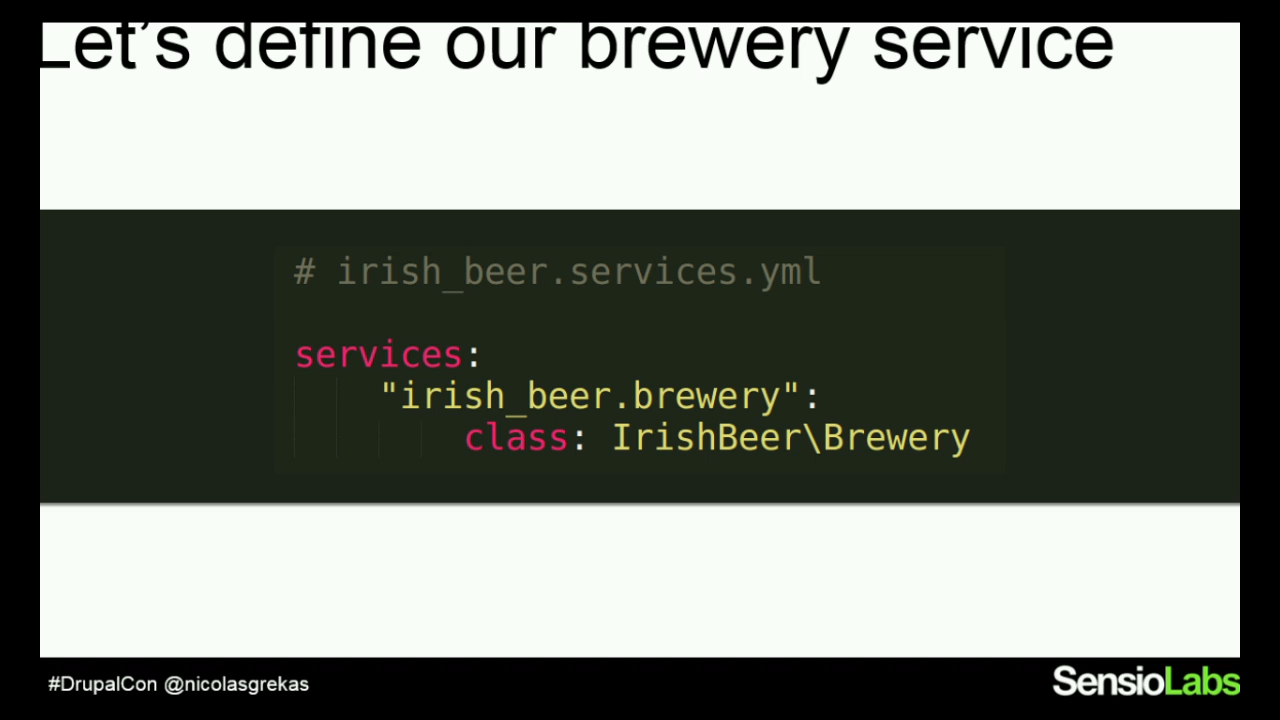 Let's define our brewery service
# irish_beer.services.yml
services:
"irish_beer.brewery":
class: IrishBeer\Brewery
#DrupalCon @nicolasgrekas
SensioLabs